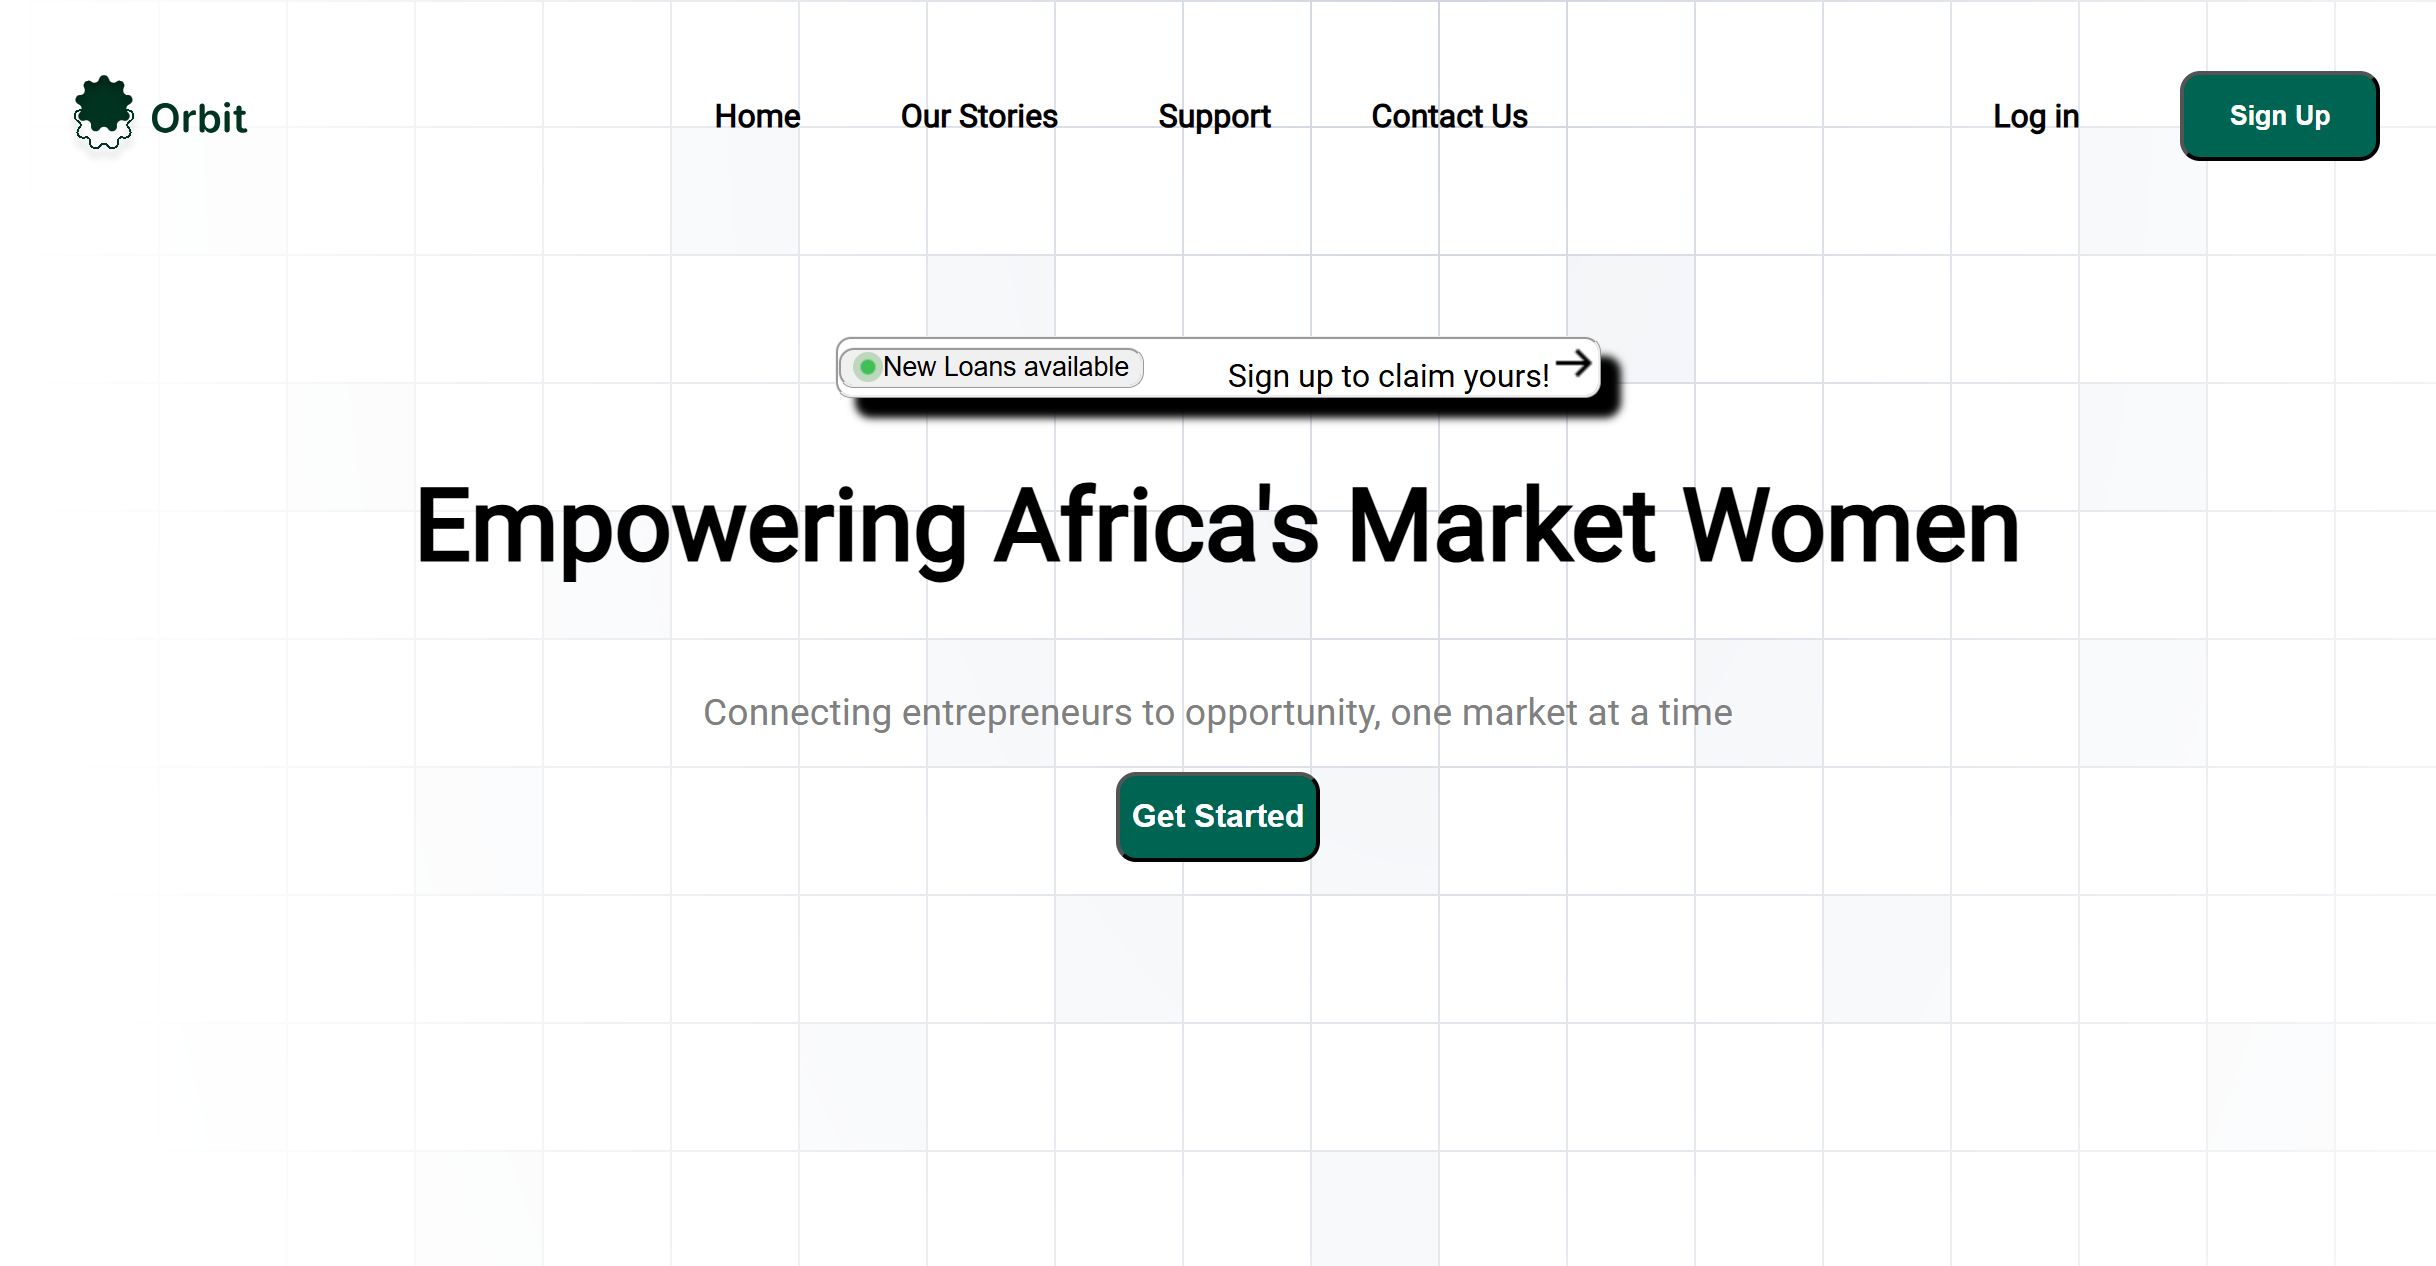 Orbit
Home Our Stories Support Contact Us Log in Sign Up
New Loans available Sign up to claim yours!
Empowering Africa's Market Women
Connecting entrepreneurs to opportunity, one market at a time
Get Started